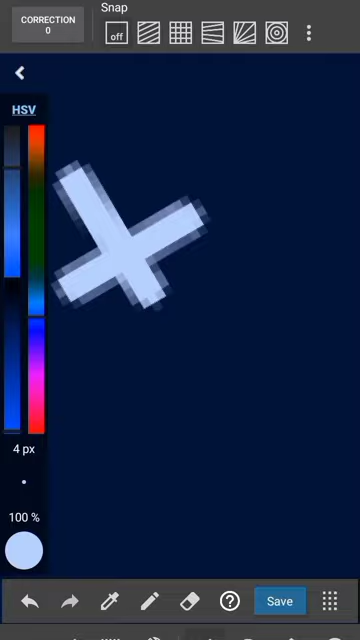 Snap
CORRECTION
0
off
HSV
4 px
100 %
Save